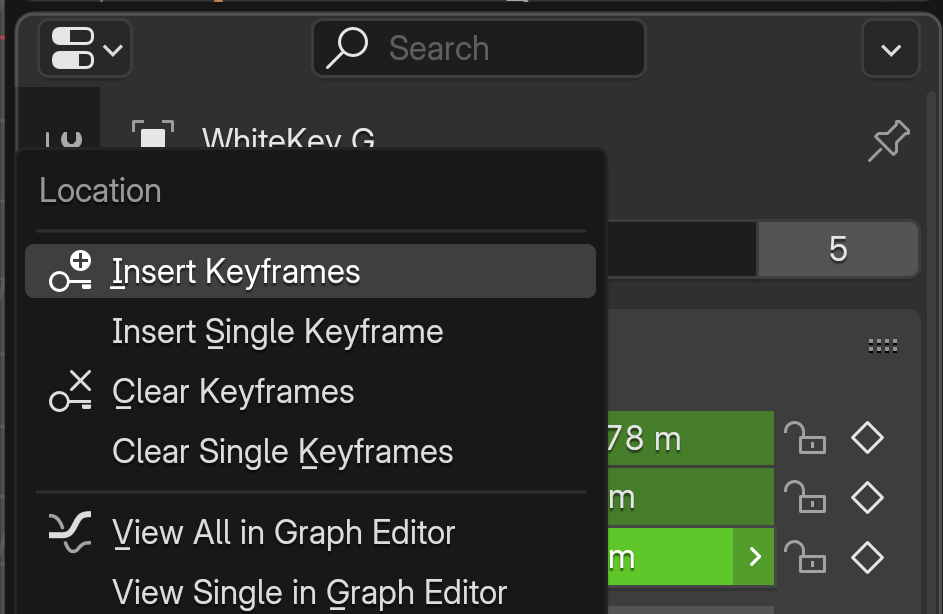 Search
WhiteKey G
Location
5
Insert Keyframes
Insert Single Keyframe
Clear Keyframes
78 m
Clear Single Keyframes
m
View All in Graph Editor
m
View Single in Graph Editor